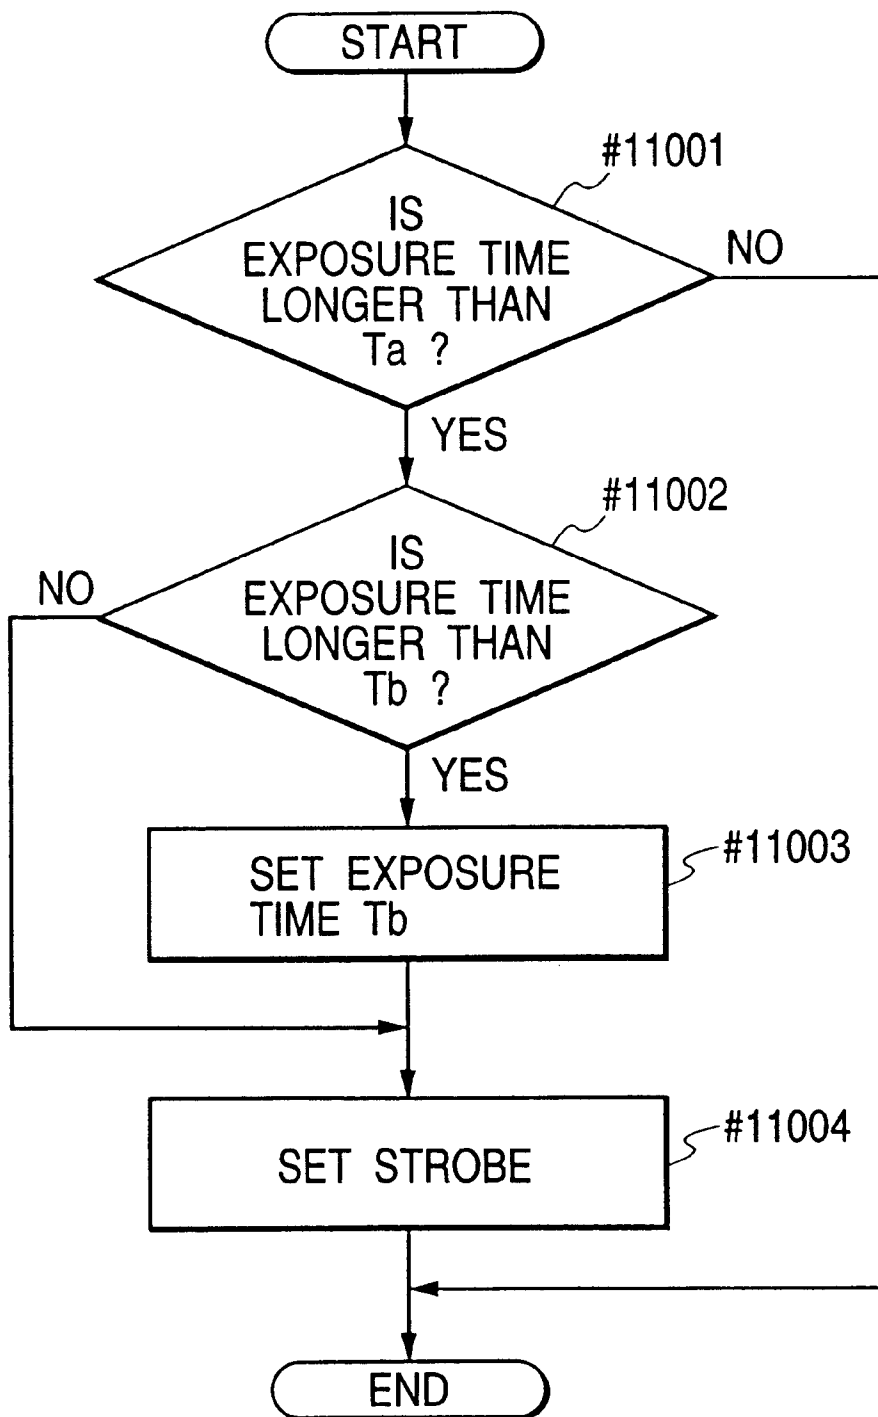 START
#11001
IS
EXPOSURE TIME
LONGER THAN
Ta ?
NO
YES
#11002
IS
EXPOSURE TIME
LONGER THAN
Tb ?
NO
YES
#11003
SET EXPOSURE
TIME Tb
#11004
SET STROBE
END